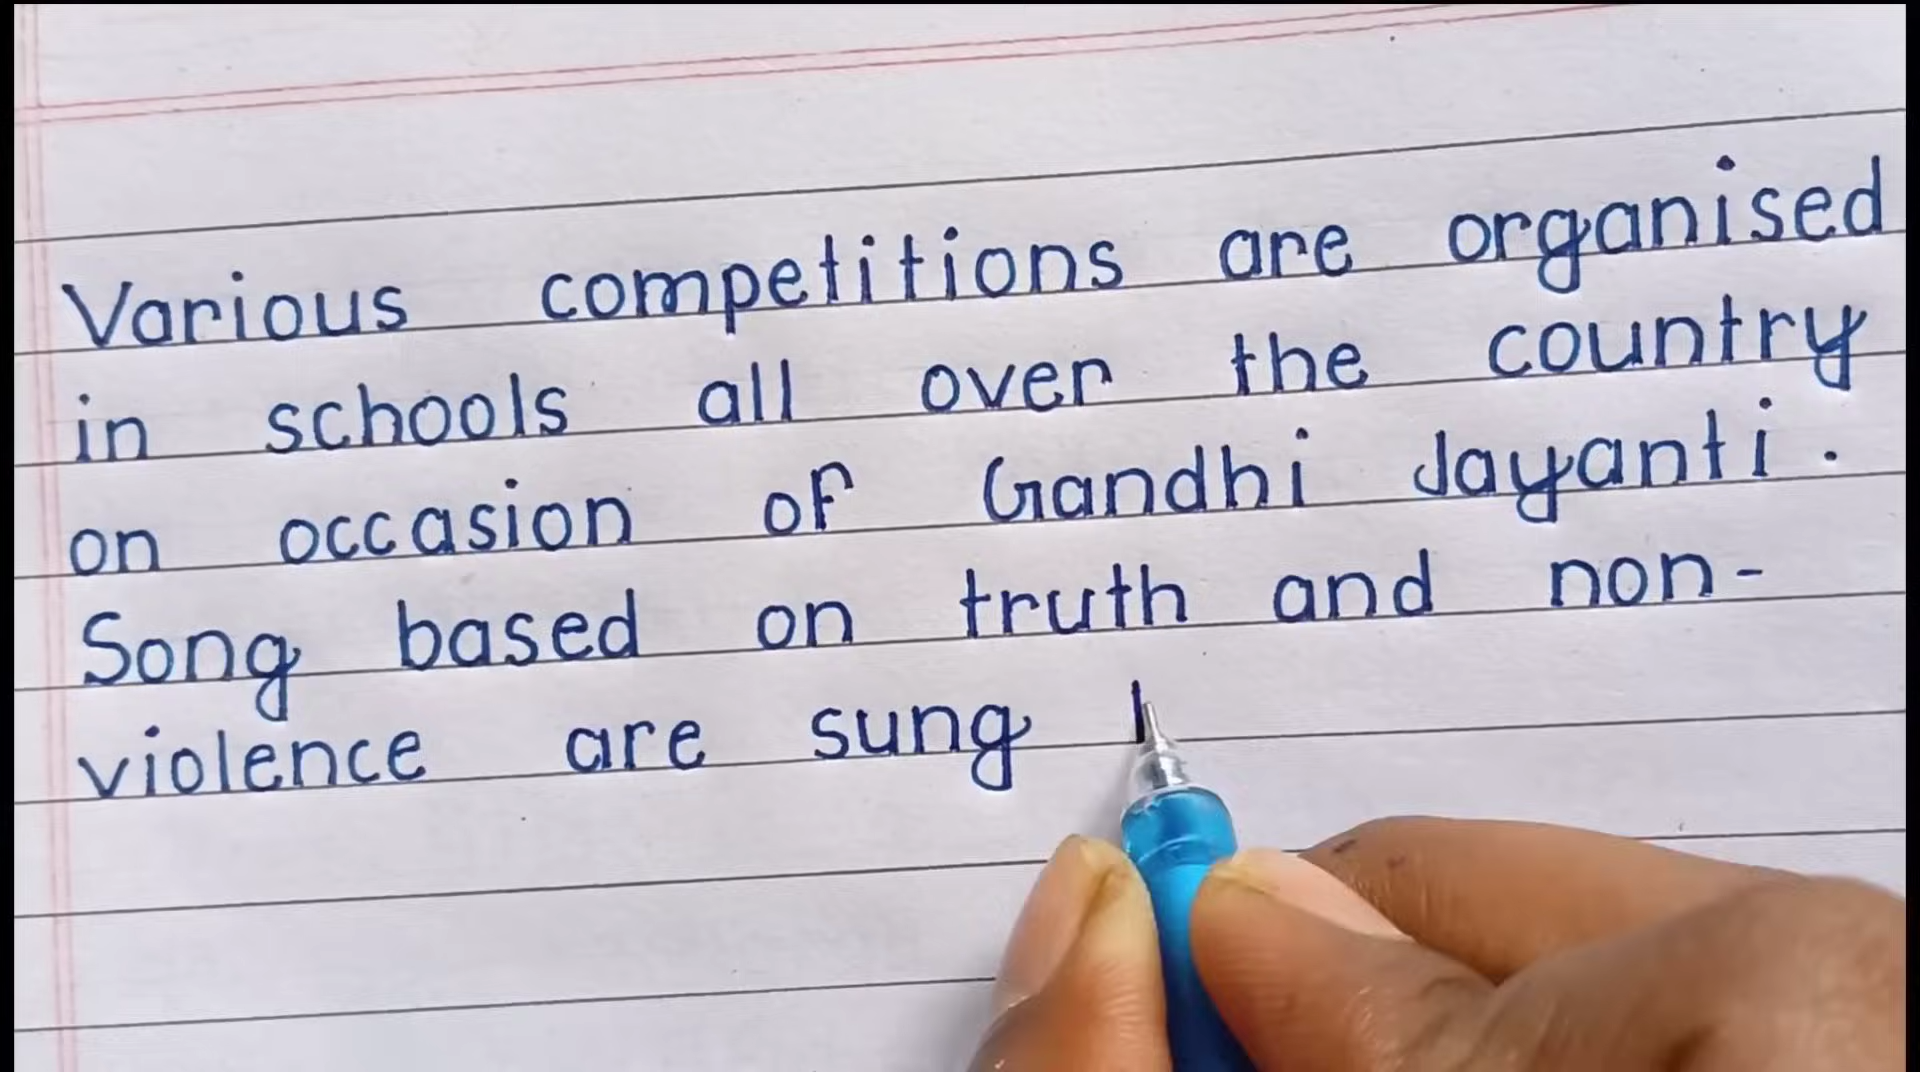 Various competitions are organised
in schools all over the country
on occasion of Gandhi Jayanti.
Song based on truth and non-
violence are sung